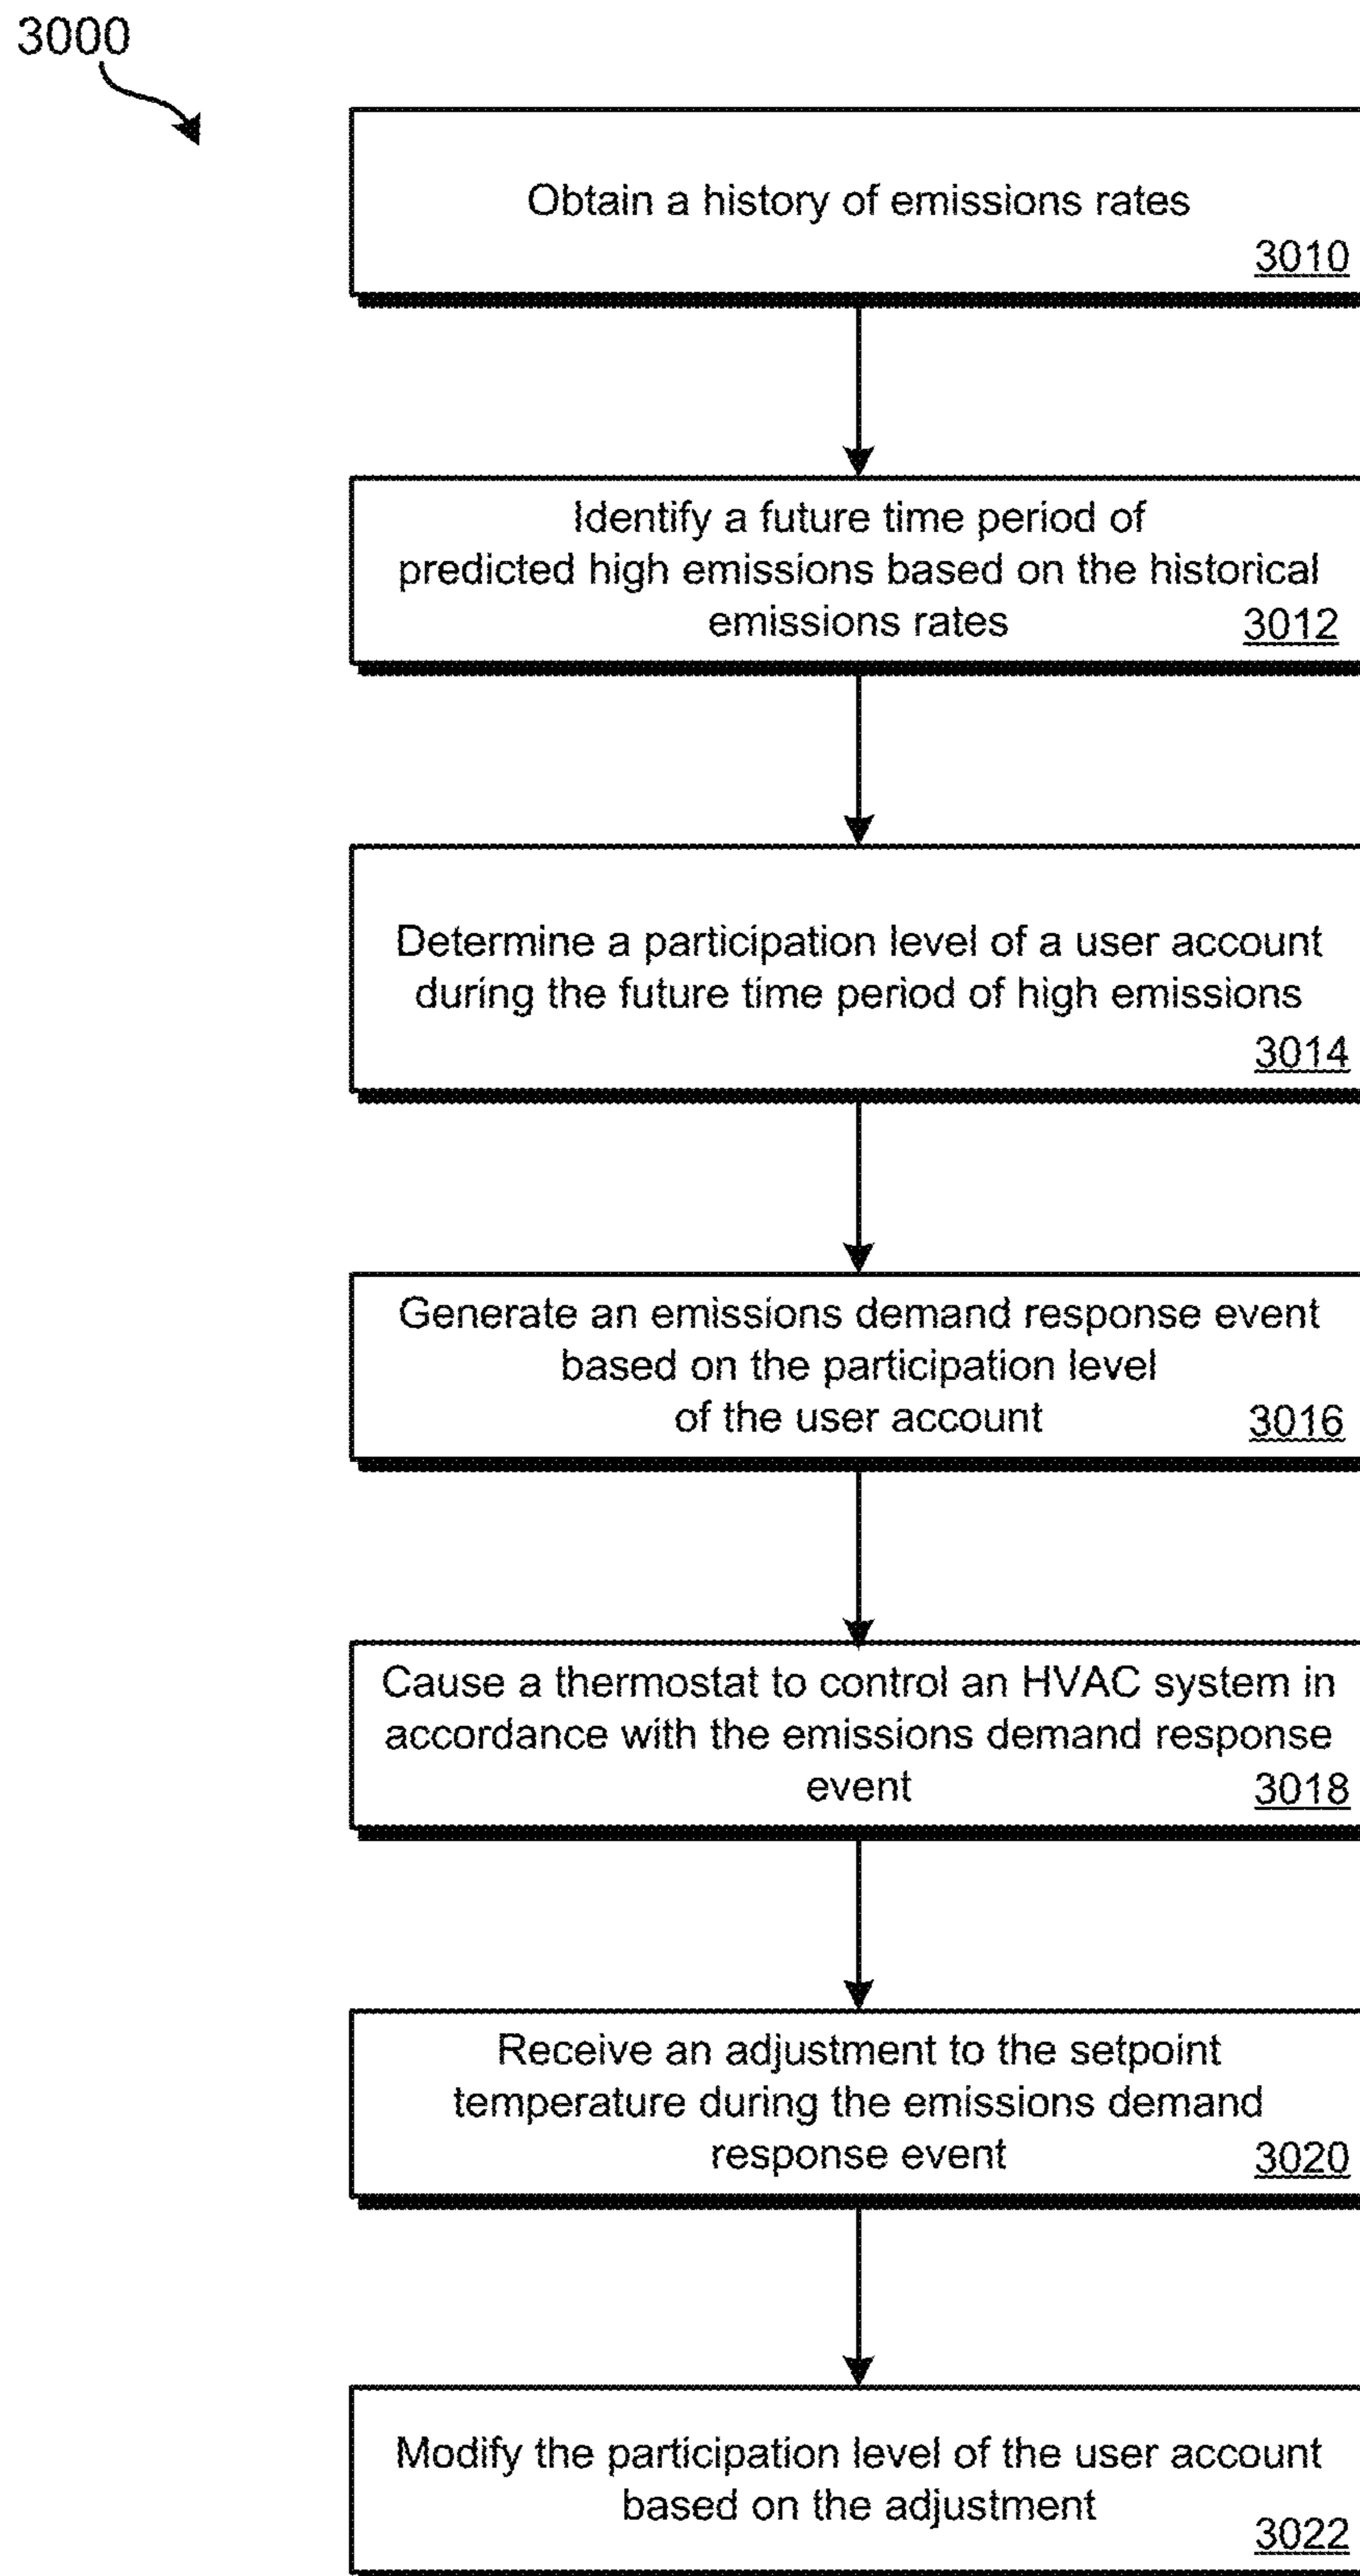 3000
Obtain a history of emissions rates
3010
Identify a future time period of
predicted high emissions based on the historical
emissions rates
3012
Determine a participation level of a user account
during the future time period of high emissions
3014
Generate an emissions demand response event
based on the participation level
of the user account
3016
Cause a thermostat to control an HVAC system in
accordance with the emissions demand response
event
3018
Receive an adjustment to the setpoint
temperature during the emissions demand
response event
3020
Modify the participation level of the user account
based on the adjustment
3022